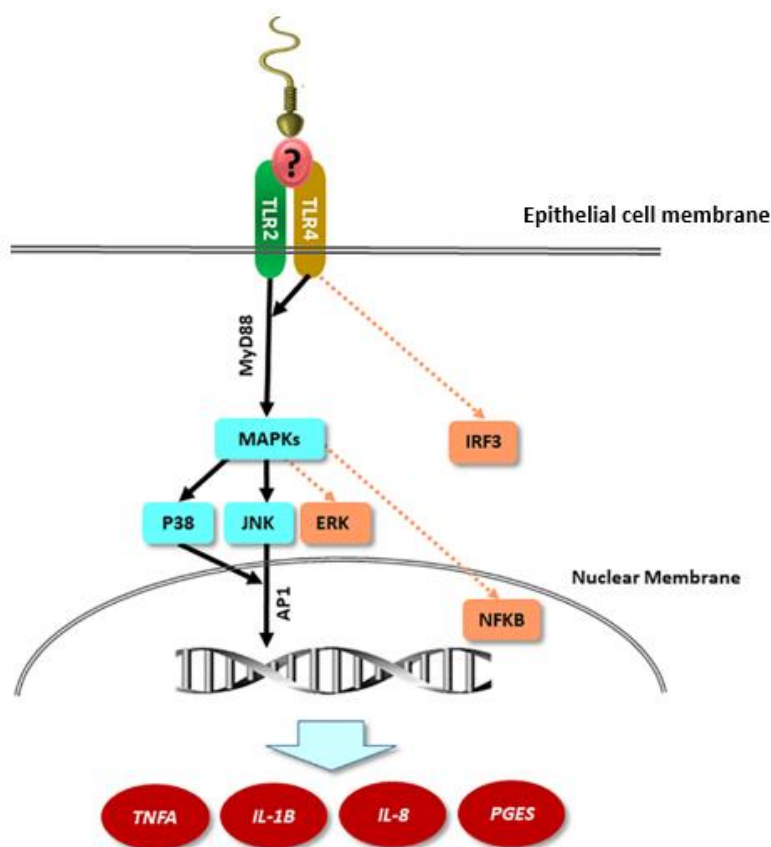 ?
TLR2
TLR4
Epithelial cell membrane
MyD88
MAPKs
IRF3
P38
JNK
ERK
Nuclear Membrane
AP1
NFKB
TNFA
IL-1B
IL-8
PGES